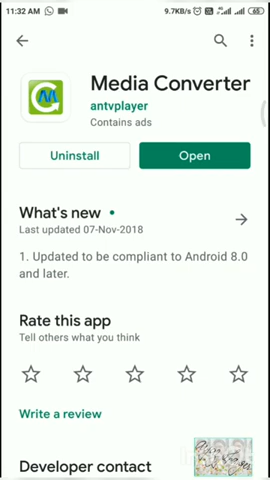 11:32 AM 9.7KB/s 65
Media Converter
antvplayer
Contains ads
Uninstall
Open
What's new
Last updated 07-Nov-2018
1. Updated to be compliant to Android 8.0
and later.
Rate this app
Tell others what you think
Write a review
Developer contact